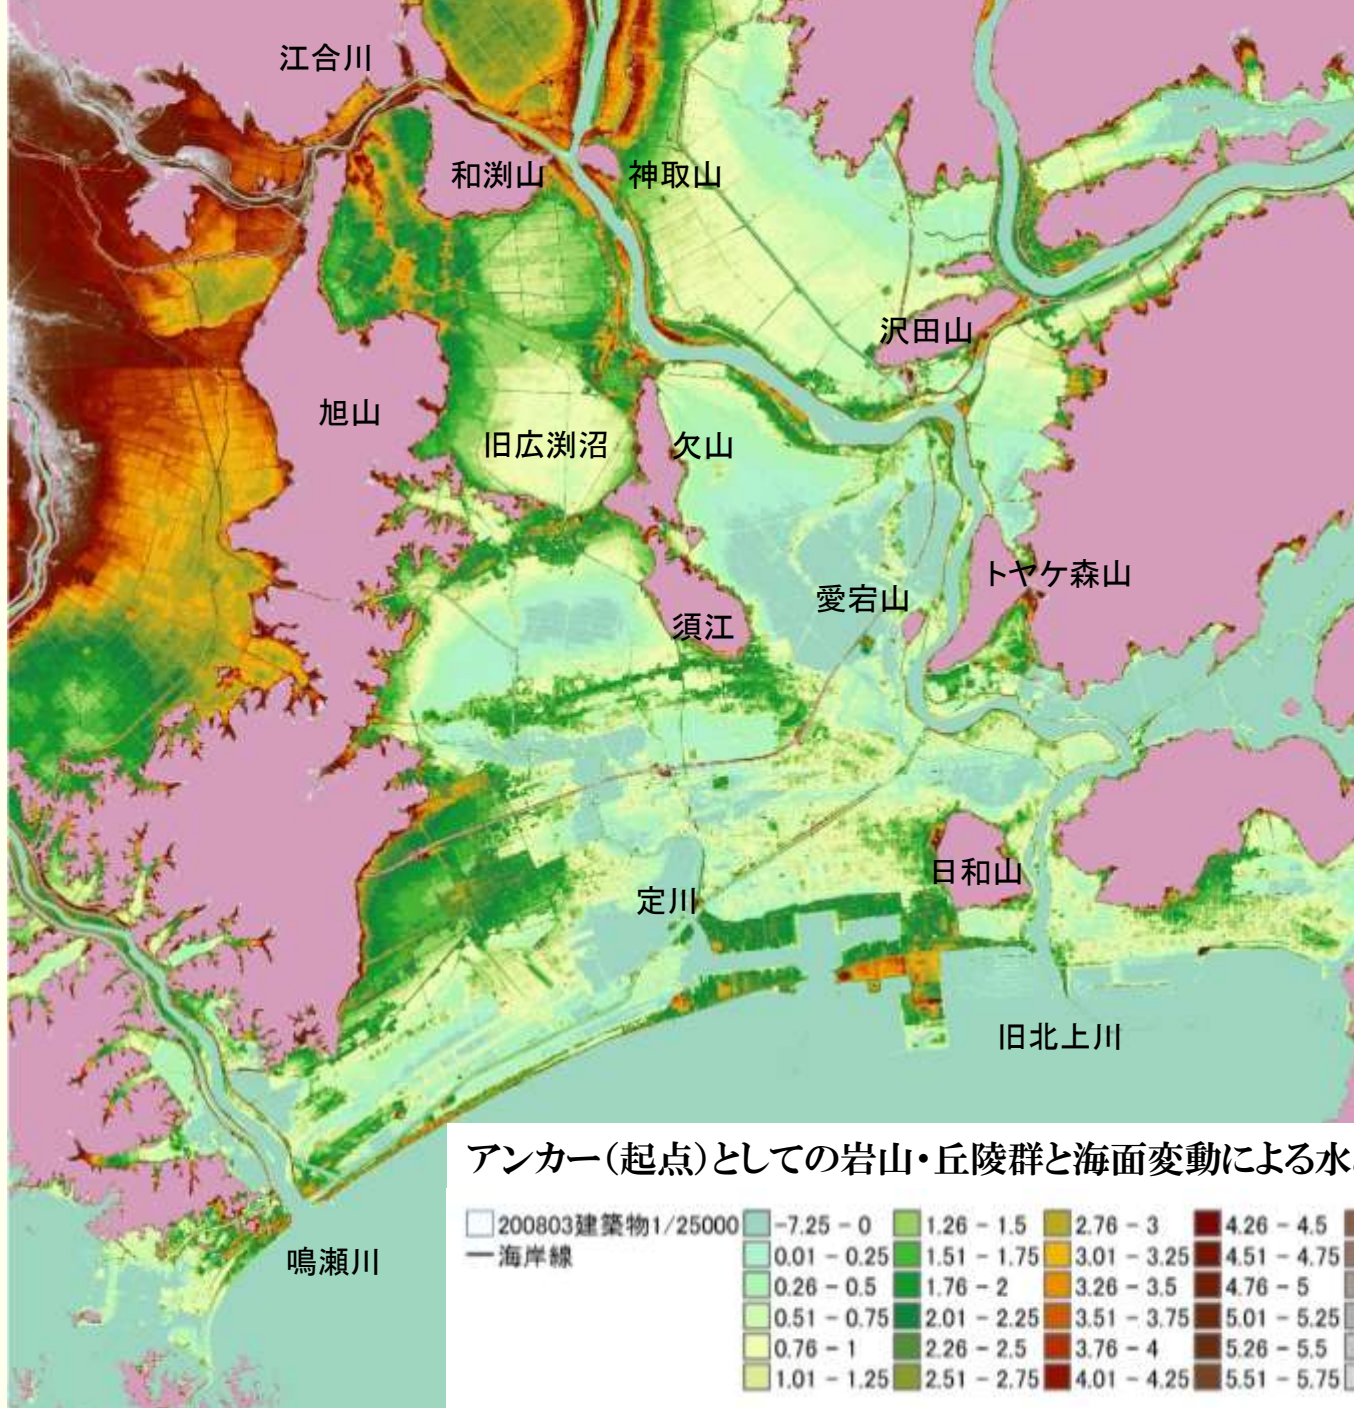 江合川
和渕山
神取山
沢田山
旭山
旧広渕沼
欠山
トヤケ森山
愛宕山
須江
日和山
定川
旧北上川
鳴瀬川
アンカー(起点)としての岩山・丘陵群と海面変動による水
200803建築物1/25000
海岸線
-7.25 - 0
0.01 - 0.25
0.26 - 0.5
0.51 - 0.75
0.76 - 1
1.01 - 1.25
1.26 - 1.5
1.51 - 1.75
1.76 - 2
2.01 - 2.25
2.26 - 2.5
2.51 - 2.75
2.76 - 3
3.01 - 3.25
3.26 - 3.5
3.51 - 3.75
3.76 - 4
4.01 - 4.25
4.26 - 4.5
4.51 - 4.75
4.76 - 5
5.01 - 5.25
5.26 - 5.5
5.51 - 5.75